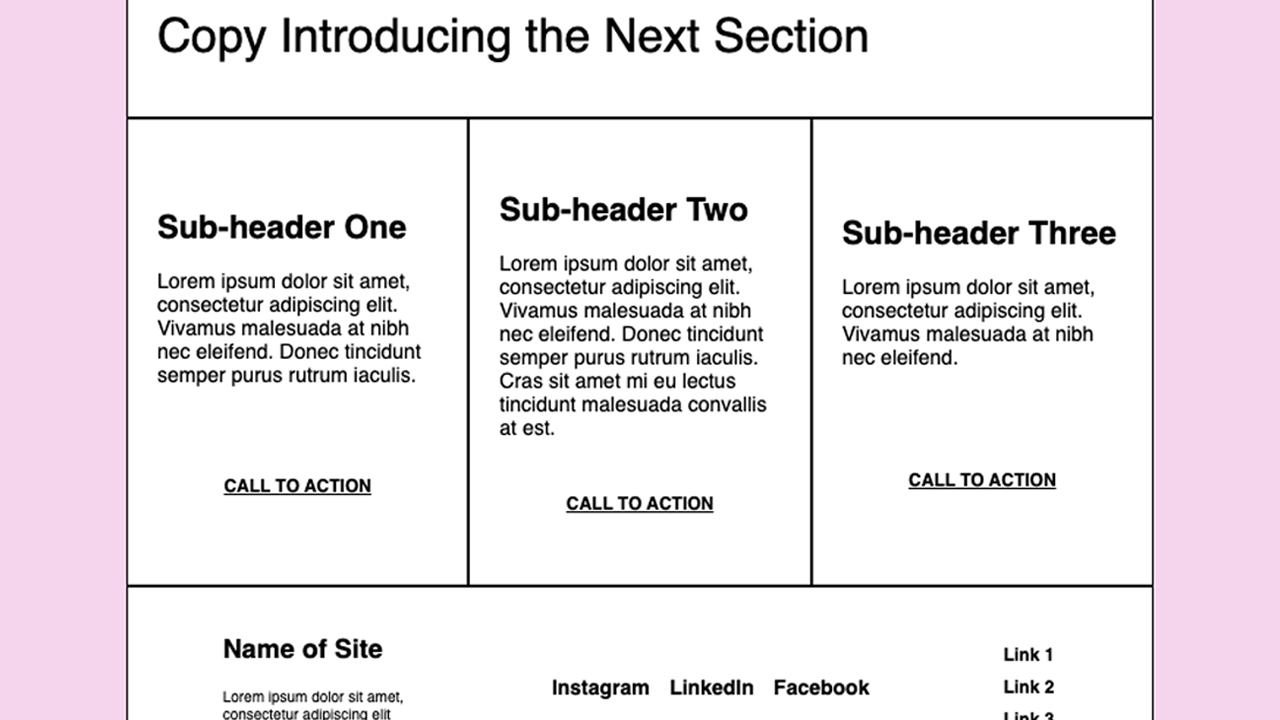 Copy Introducing the Next Section
Sub-header One
Lorem ipsum dolor sit amet,
consectetur adipiscing elit.
Vivamus malesuada at nibh
nec eleifend. Donec tincidunt
semper purus rutrum iaculis.
CALL TO ACTION
Sub-header Two
Lorem ipsum dolor sit amet,
consectetur adipiscing elit.
Vivamus malesuada at nibh
nec eleifend. Donec tincidunt
semper purus rutrum iaculis.
Cras sit amet mi eu lectus
tincidunt malesuada convallis
at est.
CALL TO ACTION
Sub-header Three
Lorem ipsum dolor sit amet,
consectetur adipiscing elit.
Vivamus malesuada at nibh
nec eleifend.
CALL TO ACTION
Name of Site
Lorem ipsum dolor sit amet,
consectetur adipiscing elit
Instagram LinkedIn Facebook
Link 1
Link 2
Link 3